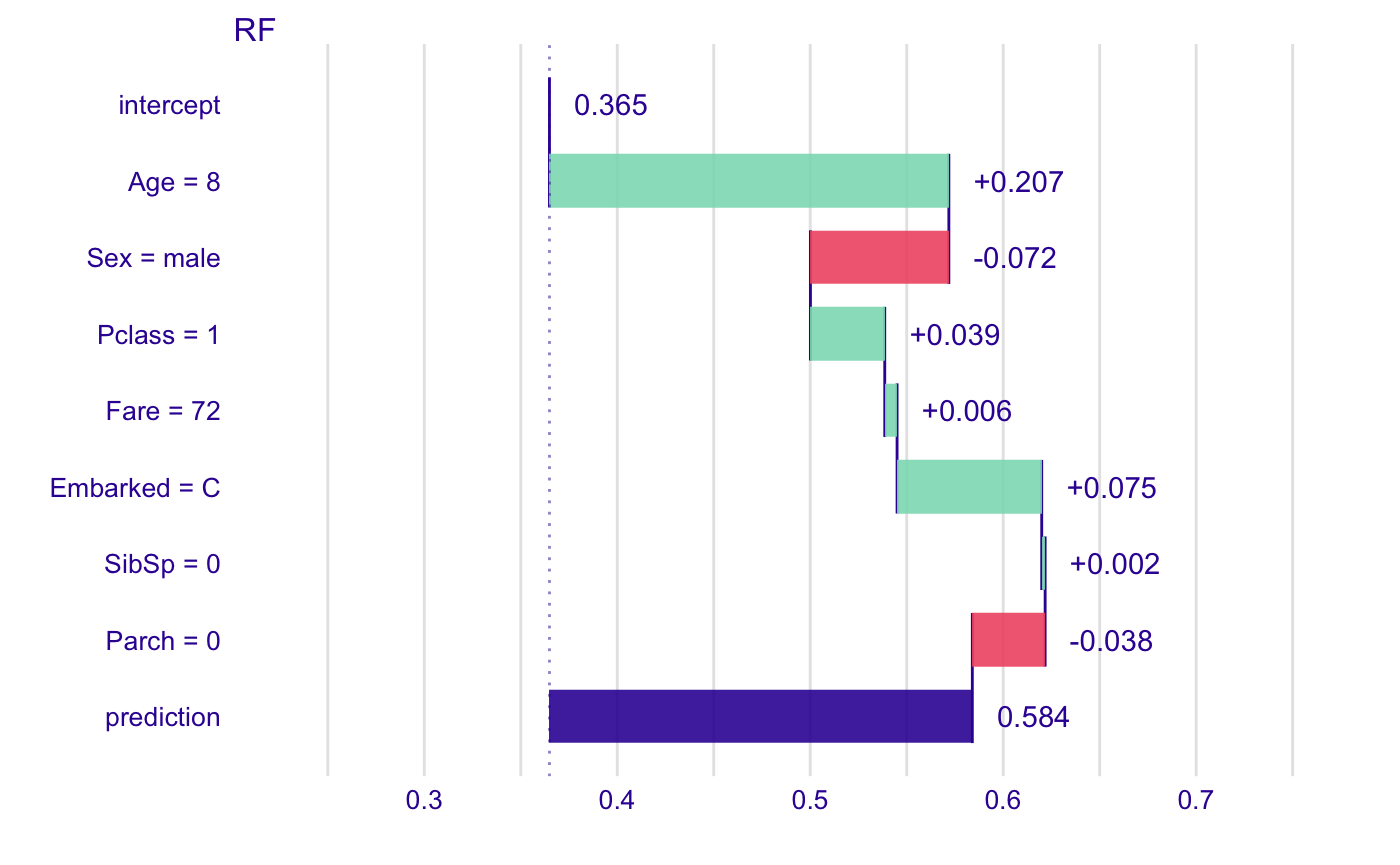 RF
intercept 0.365
Age = 8 +0.207
Sex = male -0.072
Pclass = 1 +0.039
Fare = 72 +0.006
Embarked = C +0.075
SibSp = 0 +0.002
Parch = 0 -0.038
prediction 0.584
0.3 0.4 0.5 0.6 0.7